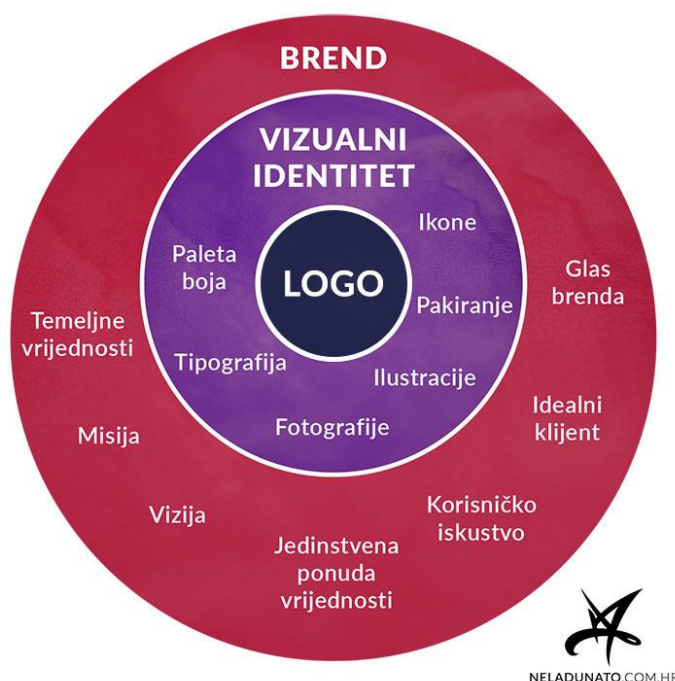 BREND
VIZUALNI
IDENTITET
Ikone
Paleta
boja
LOGO
Pakiranje
Tipografija
Ilustracije
Fotografije
Glas
brenda
Temeljne
vrijednosti
Idealni
klijent
Misija
Korisničko
iskustvo
Vizija
Jedinstvena
ponuda
vrijednosti
NELADUNATO.COM.HR